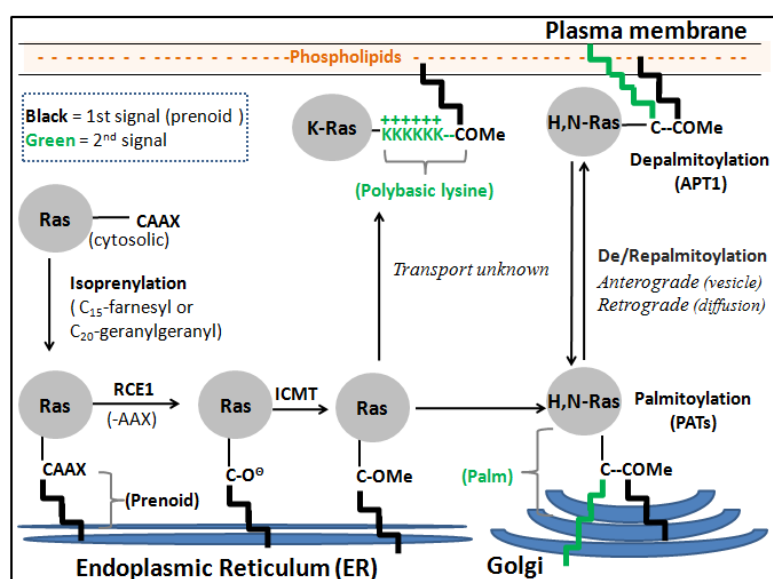 Plasma membrane
Phospholipids
Black = 1st signal (prenoid )
Green = 2nd signal
K-Ras
++++++
KKKKKK--COMe
(Polybasic lysine)
H,N-Ras
C--COMe
Depalmitoylation
(APT1)
Ras
CAAX
(cytosolic)
Isoprenylation
( C15-farnesyl or
C20-geranylgeranyl)
Transport unknown
De/Repalmitoylation
Anterograde (vesicle)
Retrograde (diffusion)
Ras
RCE1
(-AAX)
Ras
ICMT
Ras
H,N-Ras
Palmitoylation
(PATs)
CAAX
(Prenoid)
C-O⊖
C-OMe
(Palm)
C--COMe
Endoplasmic Reticulum (ER)
Golgi